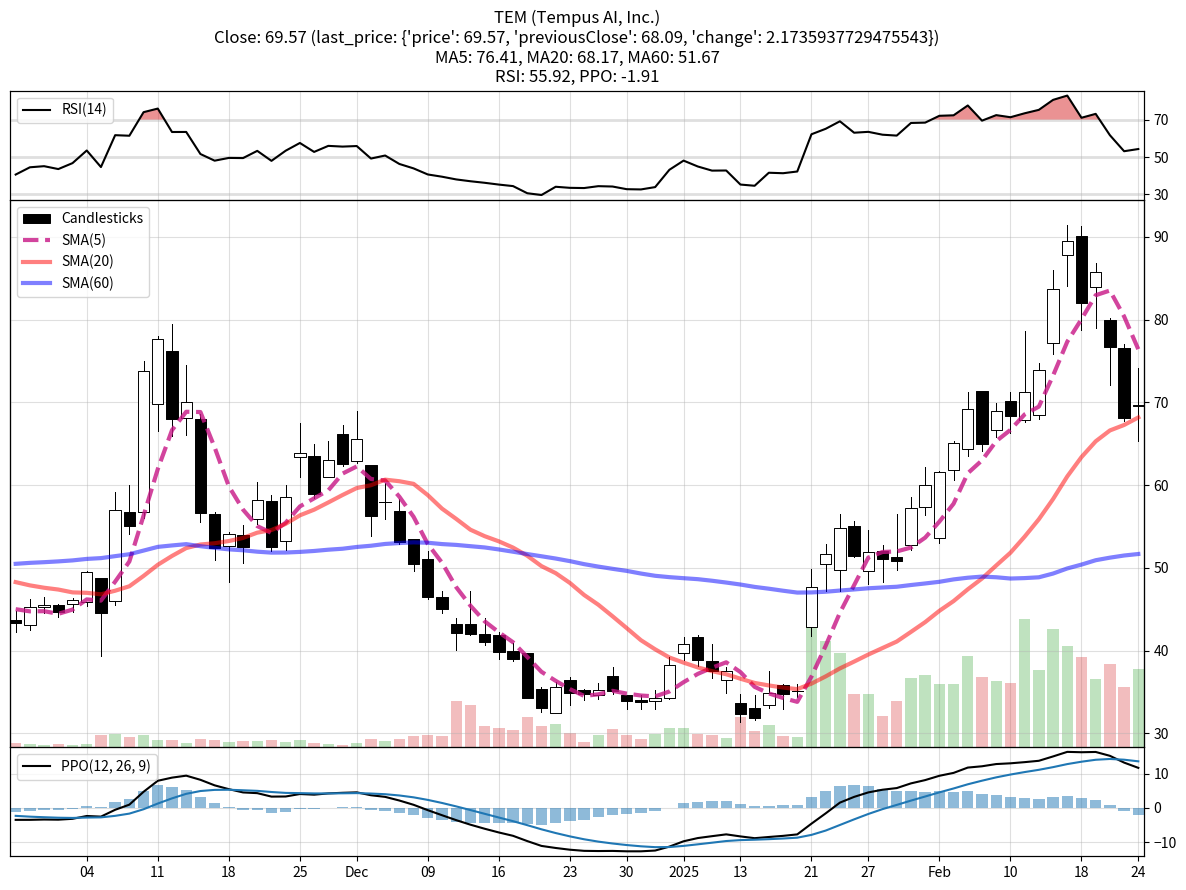 TEM (Tempus AI, Inc.)
Close: 69.57 (last_price: {'price': 69.57, 'previousClose': 68.09, 'change': 2.1735937729475543})
MA5: 76.41, MA20: 68.17, MA60: 51.67
RSI: 55.92, PPO: -1.91
RSI(14)
70
50
30
Candlesticks
SMA(5)
SMA(20)
SMA(60)
90
80
70
60
50
40
30
PPO(12, 26, 9)
10
0
−10
04 11 18 25 Dec 09 16 23 30 2025 13 21 27 Feb 10 18 24